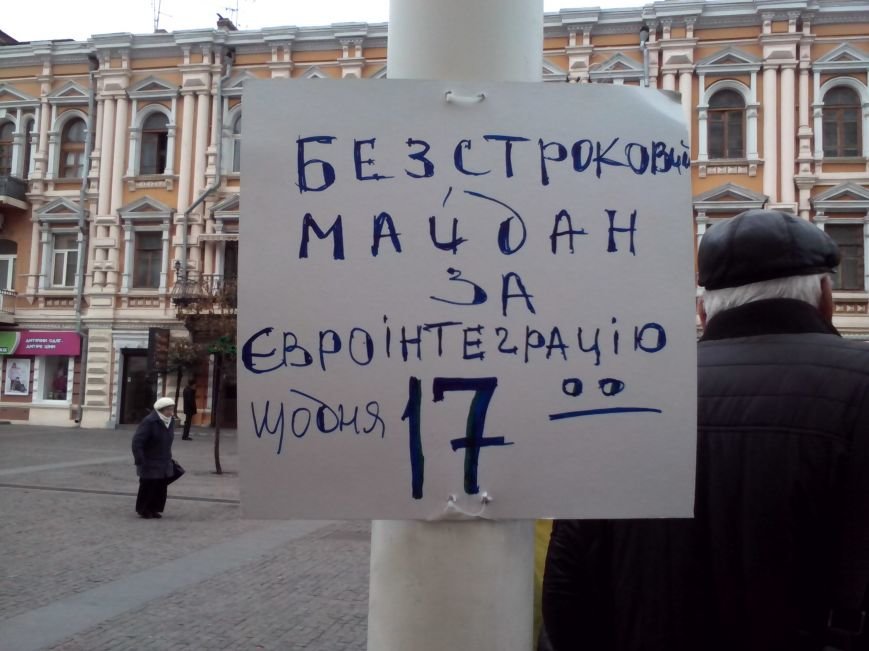 БЕЗСТРОКОВИЙ
МАЙДАН
ЗА
ЄВРОІНТЕГРАЦІЮ
щодня 17 00